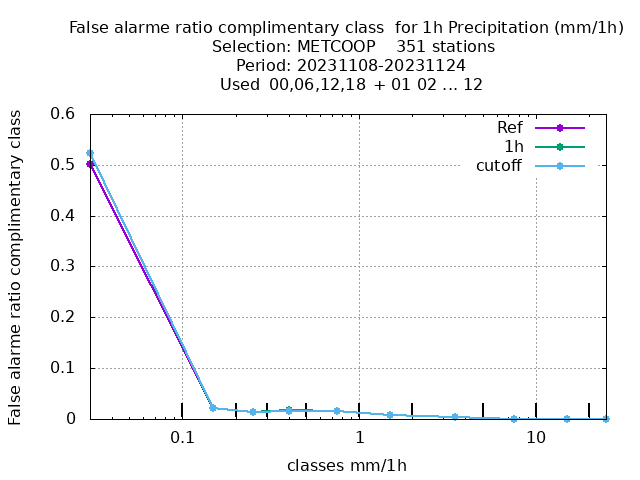 False alarme ratio complimentary class  for 1h Precipitation (mm/1h)
Selection: METCOOP    351 stations
Period: 20231108-20231124
Used  00,06,12,18  + 01 02 ... 12
False alarme ratio complimentary class
0.6
0.5
0.4
0.3
0.2
0.1
0
Ref
1h
cutoff
0.1
1
10
classes mm/1h